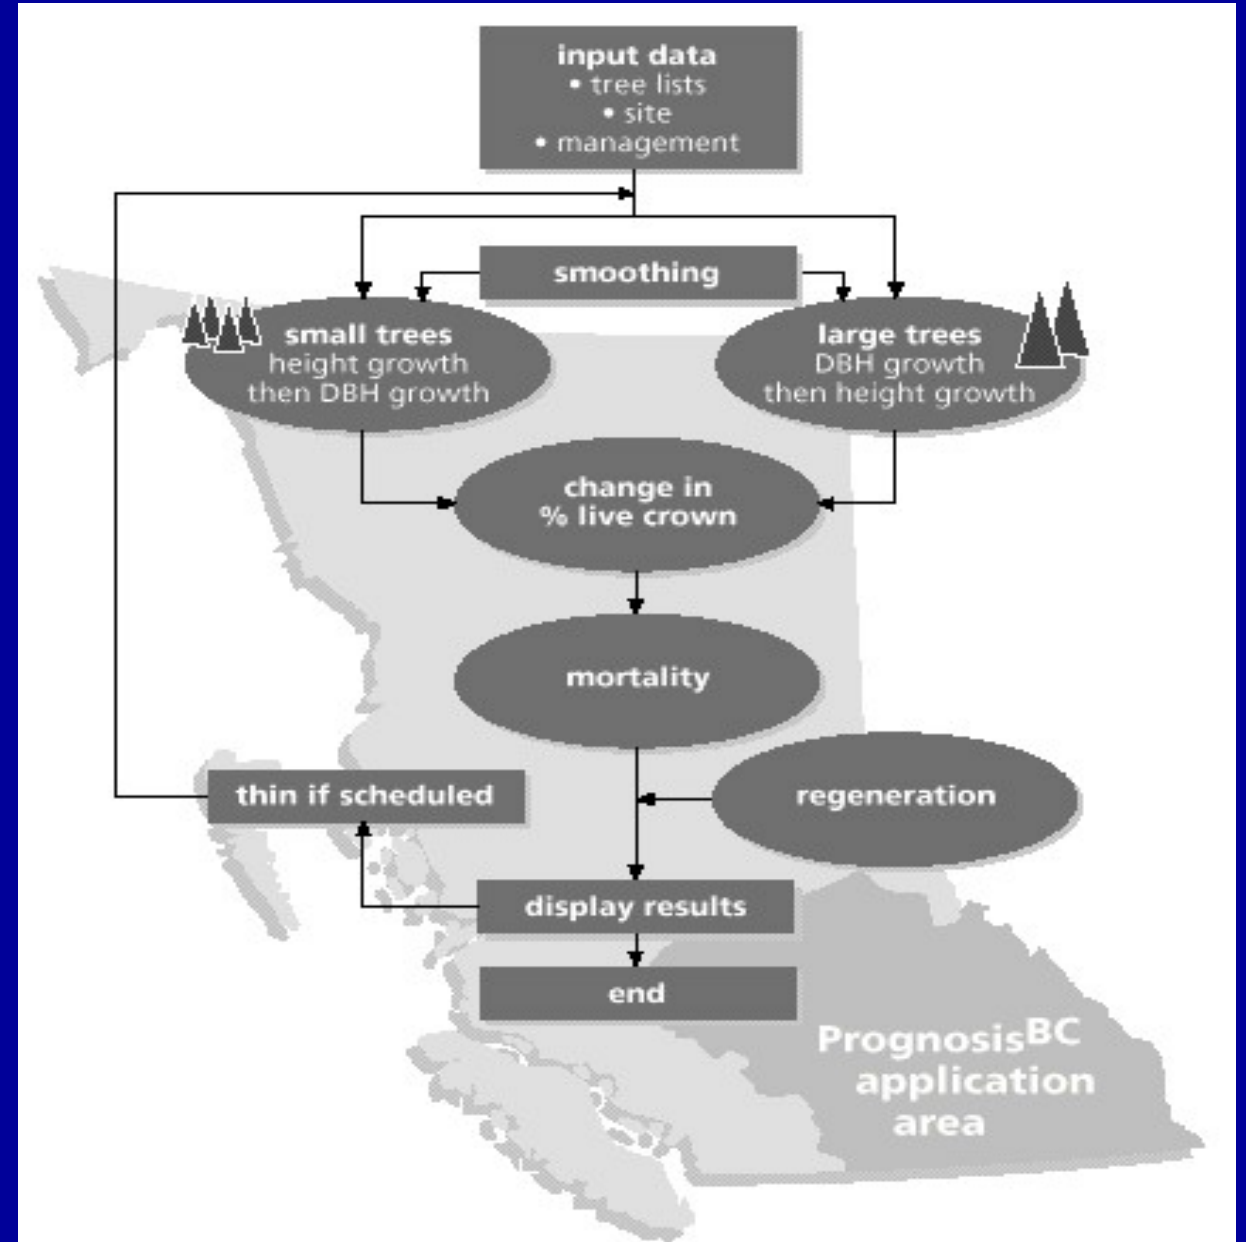 input data
• tree lists
• site
• management
smoothing
small trees
height growth
then DBH growth
large trees
DBH growth
then height growth
change in
% live crown
mortality
thin if scheduled
regeneration
display results
end
PrognosisBC
application
area